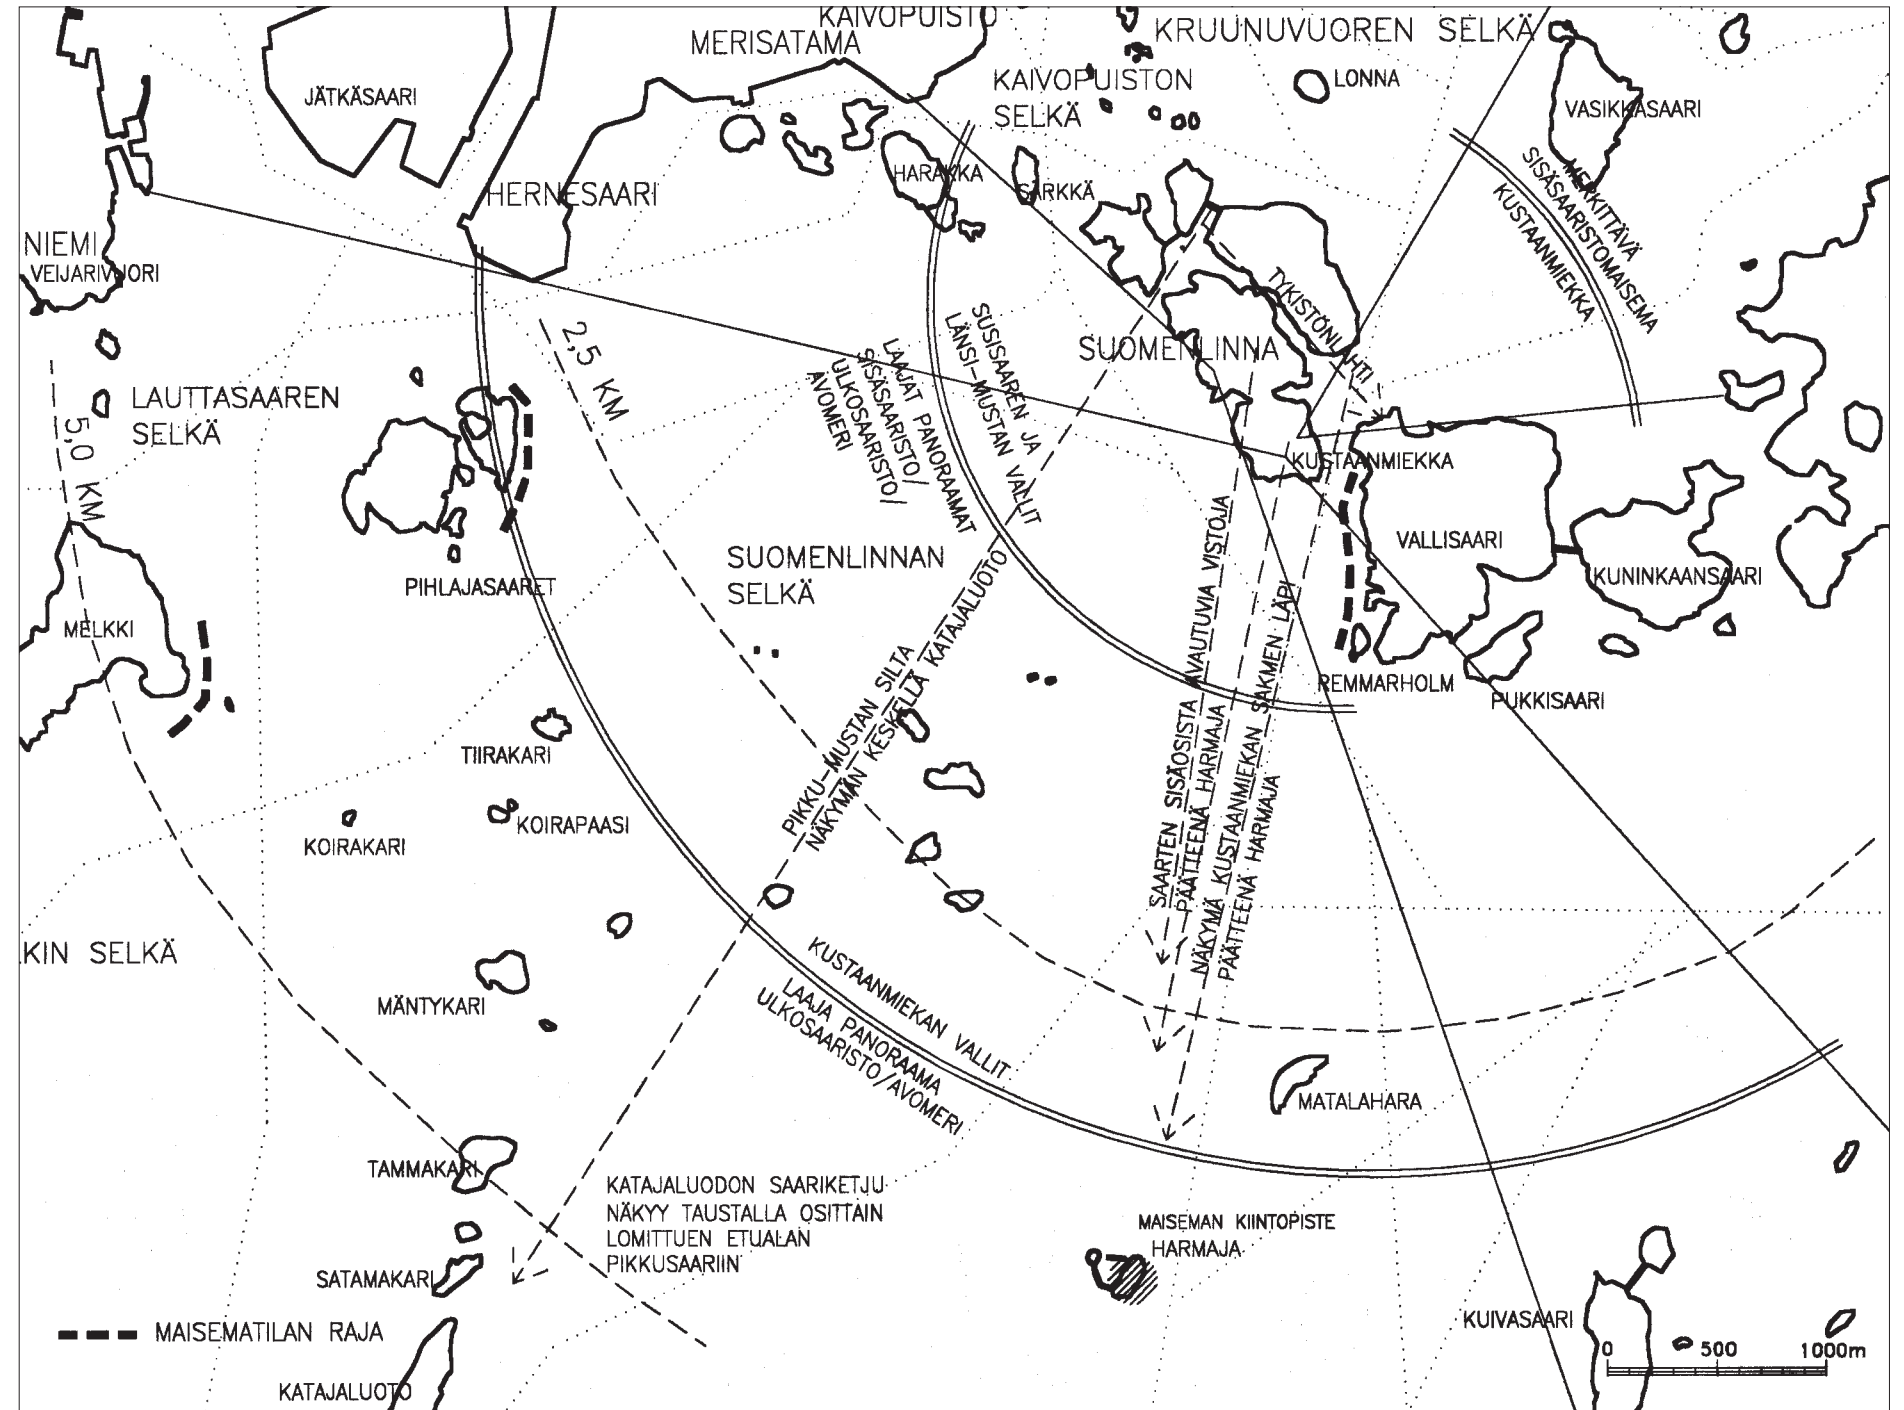 KAIVOPUISTO
MERISATAMA
KRUUNUVUOREN SELKÄ
KAIVOPUISTON
SELKÄ
LONNA
JÄTKÄSAARI
VASIKKASAARI
HARAKKA
SÄRKKÄ
HERNESAARI
MERKITTÄVÄ
SISÄSAARISTOMAISEMA
KUSTAANMIEKKA
NIEMI
VEIJARIVUORI
TYKISTÖNLAHTI
SUOMENLINNA
2,5 KM
SUSISAAREN JA
LÄNSI-MUSTAN VALLIT
LAAJAT PANORAAMAT
SISÄSAARISTO/
ULKOSAARISTO/
AVOMERI
LAUTTASAAREN
SELKÄ
5,0 KM
KUSTAANMIEKKA
VALLISAARI
KUNINKAANSAARI
SUOMENLINNAN
SELKÄ
PIHLAJASAARET
MELKKI
REMMARHOLM
PUKKISAARI
PIKKU-MUSTAN SILTA
NÄKYMÄN KESKELLÄ KATAJALUOTO
SAARTEN SISÄOSISTA AVAUTUVIA VISTOJA
PÄÄTTEENÄ HARMAJA
NÄKYMÄ KUSTAANMIEKAN SAKMEN LÄPI
PÄÄTTEENÄ HARMAJA
TIIRAKARI
KOIRAPAASI
KOIRAKARI
KIN SELKÄ
MÄNTYKARI
KUSTAANMIEKAN VALLIT
LAAJA PANORAAMA
ULKOSAARISTO/AVOMERI
MATALAHARA
TAMMAKARI
KATAJALUODON SAARIKETJU
NÄKYY TAUSTALLA OSITTAIN
LOMITTUEN ETUALAN
PIKKUSAARIIN
MAISEMAN KIINTOPISTE
HARMAJA
SATAMAKARI
KUIVASAARI
MAISEMATILAN RAJA
0 500 1000m
KATAJALUOTO